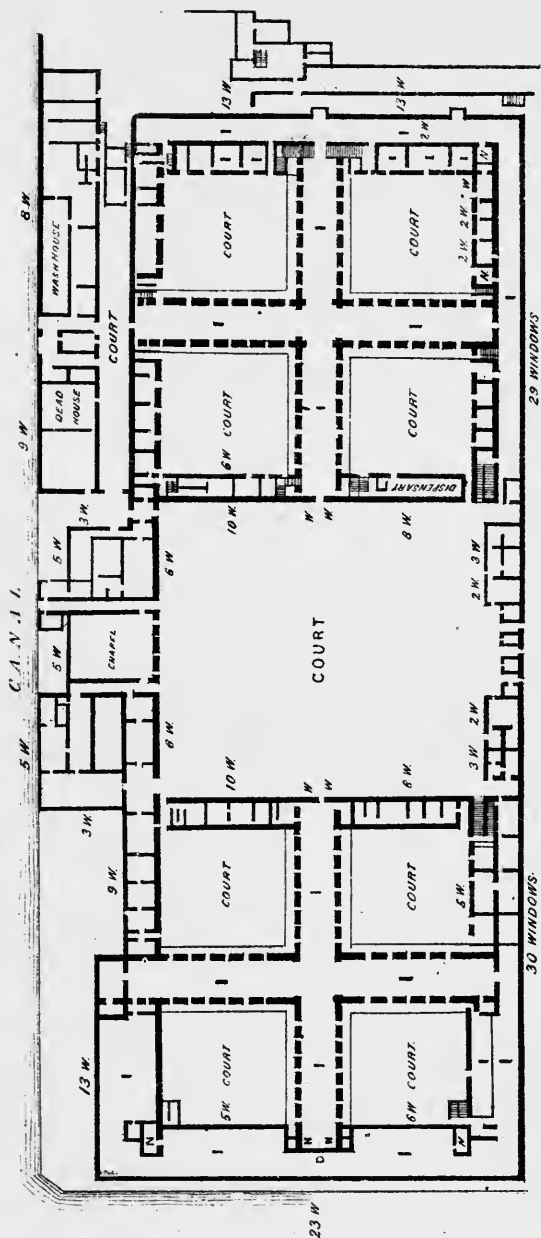 CANAL
5 W
9 W
8 W.
WASH HOUSE
DEAD HOUSE
COURT
3 W.
5 W
5 W
3 W.
CHAPEL
13 W.
9 W.
8 W.
6 W
13 W
13 W
2 W
COURT
COURT
I
COURT
6 W
COURT
DISPENSARY
2 W. 2 W. W
N
N
10 W.
W
W
8 W
COURT
10 W.
W
W
8 W.
2 W 3 W
3 W 2 W
COURT
COURT
5 W.
5 W. COURT
6 W COURT.
N
N
D
N
N
23 W
29 WINDOWS
30 WINDOWS.